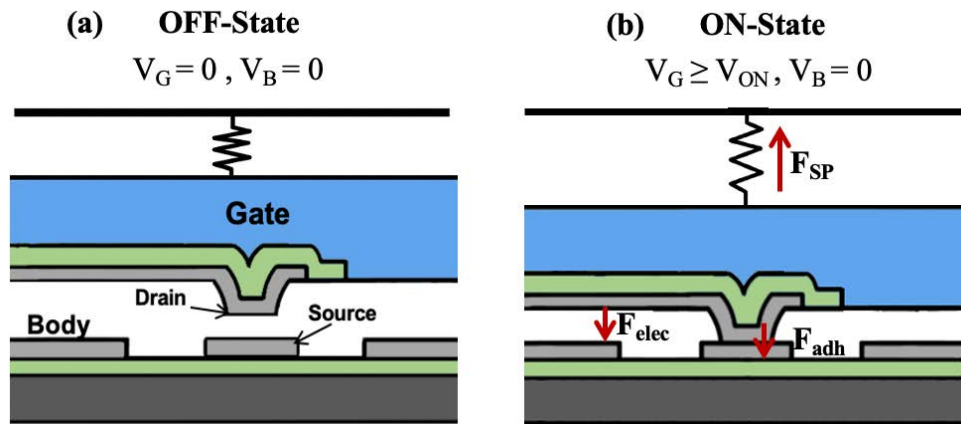 (a) OFF-State
V_G = 0 , V_B = 0
Gate
Drain
Source
Body
(b) ON-State
V_G ≥ V_ON, V_B = 0
F_SP
F_elec
F_adh